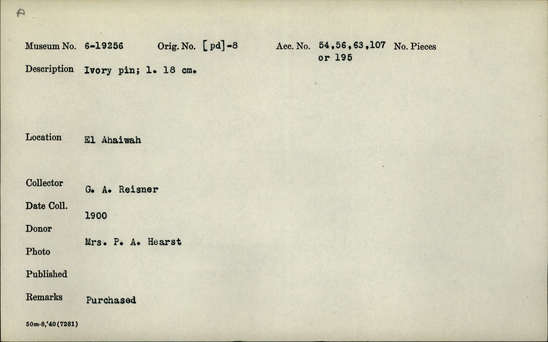 A
Museum No. 6-19256 Orig. No. [pd]-8 Acc. No. 54,56,63,107 No. Pieces
or 195
Description Ivory pin; l. 18 cm.
Location El Ahaiwah
Collector G. A. Reisner
Date Coll. 1900
Donor Mrs. P. A. Hearst
Photo
Published
Remarks Purchased
50m-8,'40(7261)